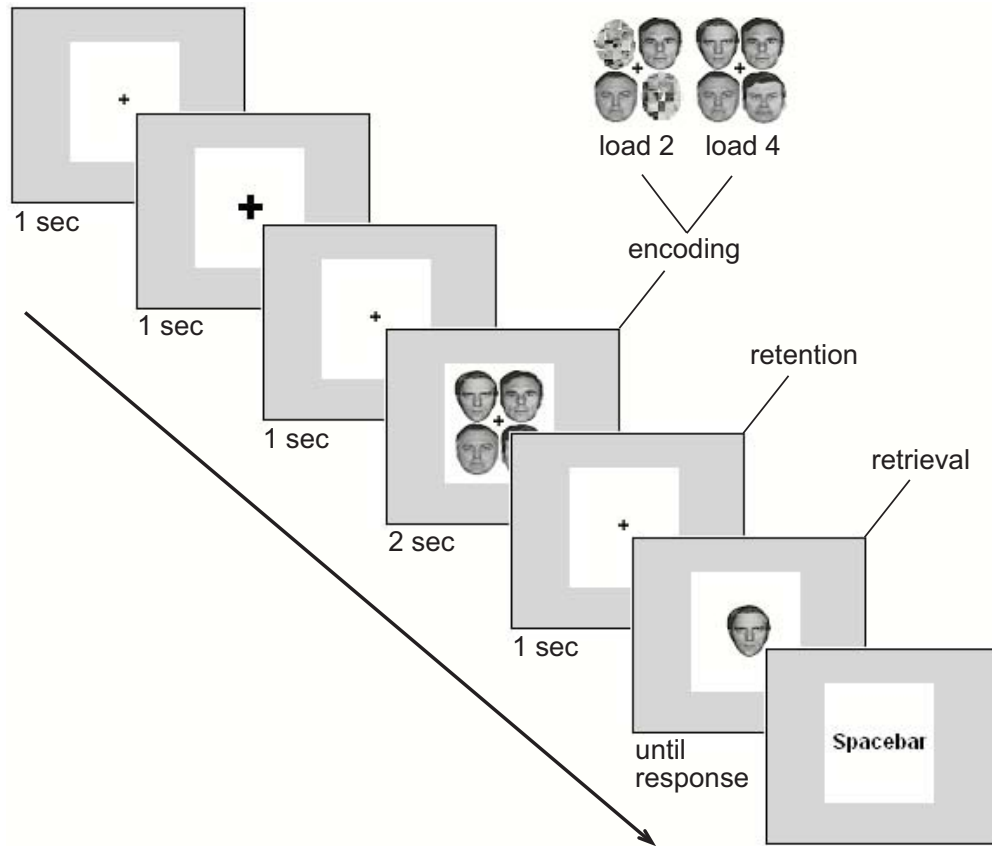 load 2 load 4
encoding
1 sec
1 sec
retention
1 sec
retrieval
2 sec
1 sec
until
response
Spacebar